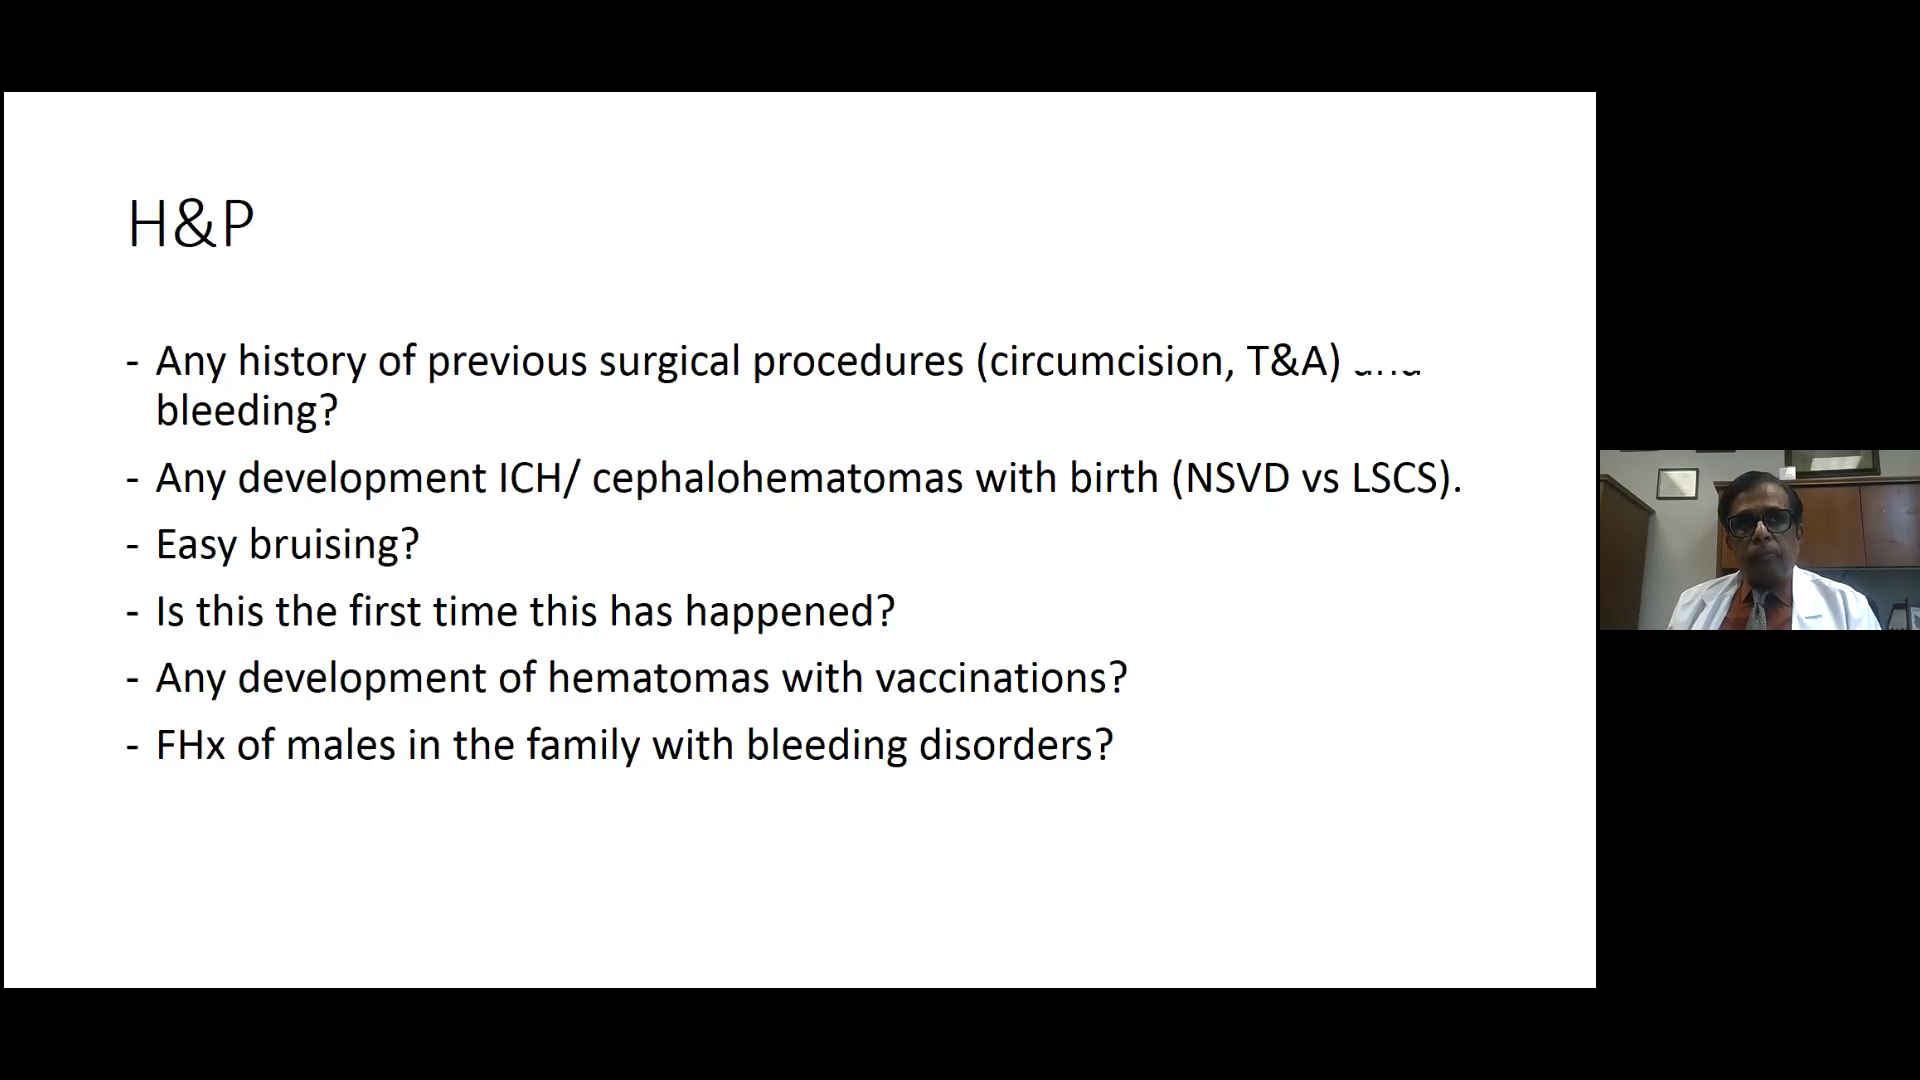 H&P
- Any history of previous surgical procedures (circumcision, T&A)
bleeding?
- Any development ICH/ cephalohematomas with birth (NSVD vs LSCS).
- Easy bruising?
- Is this the first time this has happened?
- Any development of hematomas with vaccinations?
- FHx of males in the family with bleeding disorders?